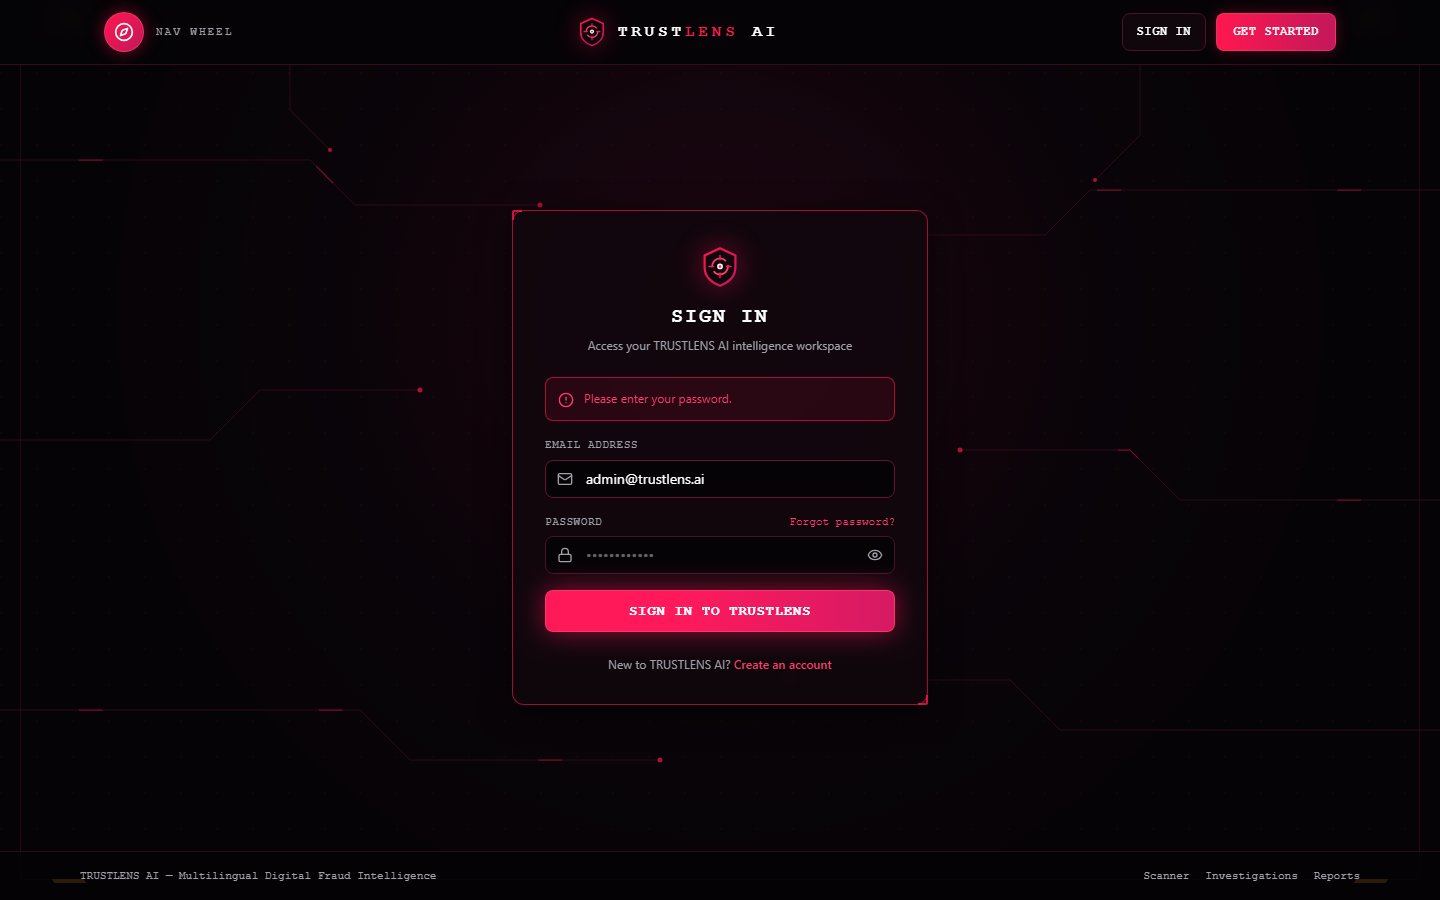 NAV WHEEL
TRUSTLENS AI
SIGN IN
GET STARTED
SIGN IN
Access your TRUSTLENS AI intelligence workspace
Please enter your password.
EMAIL ADDRESS
admin@trustlens.ai
PASSWORD
Forgot password?
••••••••••••
SIGN IN TO TRUSTLENS
New to TRUSTLENS AI? Create an account
TRUSTLENS AI — Multilingual Digital Fraud Intelligence
Scanner Investigations Reports